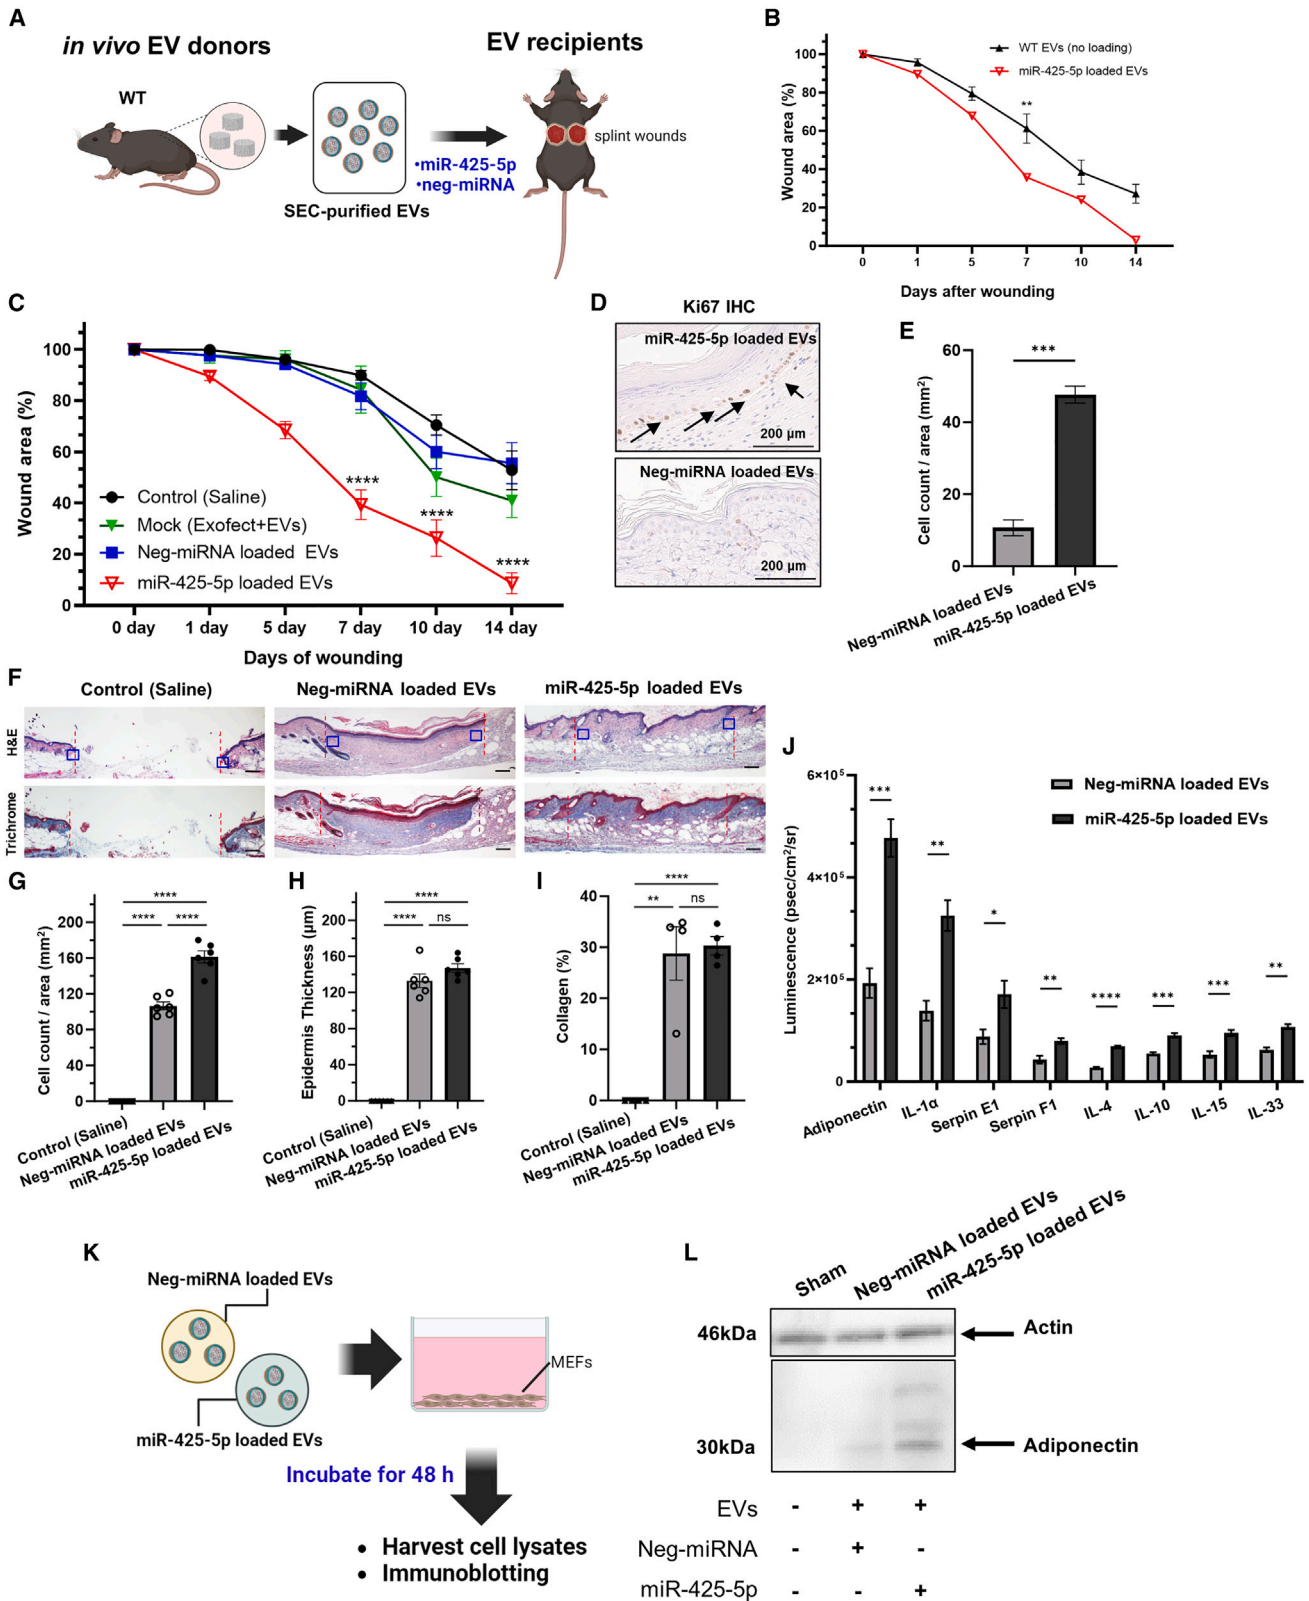 A
in vivo EV donors
EV recipients
WT
splint wounds
•miR-425-5p
•neg-miRNA
SEC-purified EVs
B
WT EVs (no loading)
miR-425-5p loaded EVs
Wound area (%)
100
80
60
40
20
0
**
0 1 5 7 10 14
Days after wounding
C
Wound area (%)
100
80
60
40
20
0
Control (Saline)
Mock (Exofect+EVs)
Neg-miRNA loaded EVs
miR-425-5p loaded EVs
****
****
****
0 day 1 day 5 day 7 day 10 day 14 day
Days of wounding
D
Ki67 IHC
miR-425-5p loaded EVs
200 µm
Neg-miRNA loaded EVs
200 µm
E
Cell count / area (mm²)
60
40
20
0
***
Neg-miRNA loaded EVs
miR-425-5p loaded EVs
F
Control (Saline)
Neg-miRNA loaded EVs
miR-425-5p loaded EVs
H&E
Trichrome
G
Cell count / area (mm²)
200
160
120
80
40
0
****
**** ****
Control (Saline)
Neg-miRNA loaded EVs
miR-425-5p loaded EVs
H
Epidermis Thickness (µm)
200
160
120
80
40
0
****
**** ns
Control (Saline)
Neg-miRNA loaded EVs
miR-425-5p loaded EVs
I
Collagen (%)
40
30
20
10
0
****
** ns
Control (Saline)
Neg-miRNA loaded EVs
miR-425-5p loaded EVs
J
Luminescence (psec/cm²/sr)
6×10⁵
4×10⁵
2×10⁵
0
Neg-miRNA loaded EVs
miR-425-5p loaded EVs
*** ** * ** **** *** *** **
Adiponectin
IL-1α
Serpin E1
Serpin F1
IL-4
IL-10
IL-15
IL-33
K
Neg-miRNA loaded EVs
miR-425-5p loaded EVs
MEFs
Incubate for 48 h
• Harvest cell lysates
• Immunoblotting
L
Sham
Neg-miRNA loaded EVs
miR-425-5p loaded EVs
46kDa
Actin
30kDa
Adiponectin
EVs - + +
Neg-miRNA - + -
miR-425-5p - - +